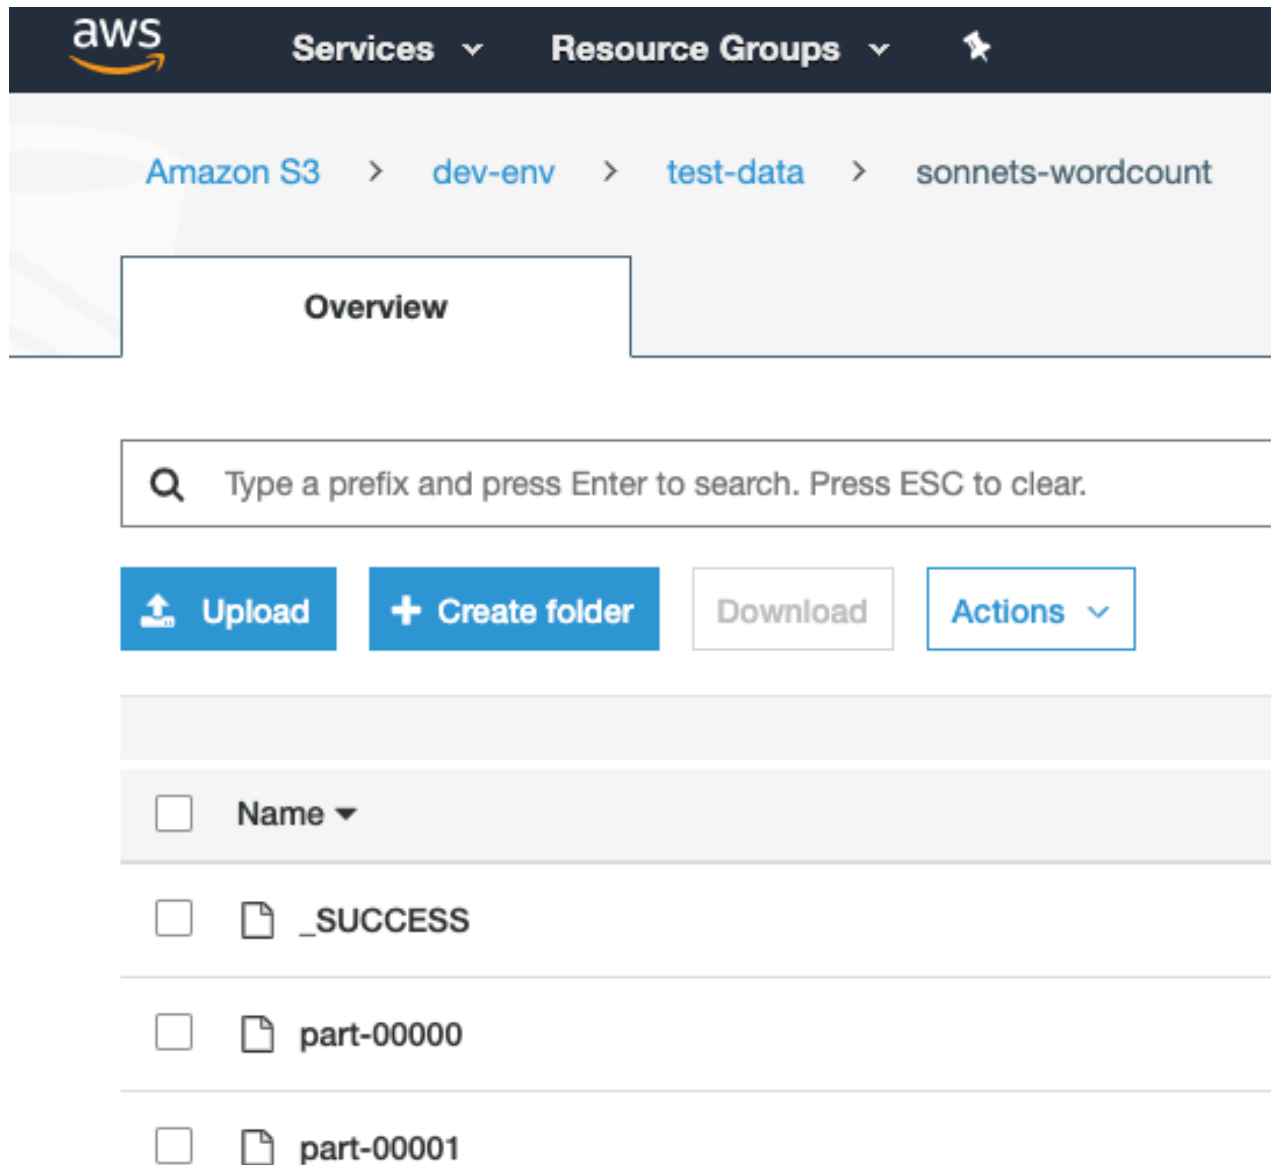 aws Services Resource Groups
Amazon S3 > dev-env > test-data > sonnets-wordcount
Overview
Type a prefix and press Enter to search. Press ESC to clear.
Upload + Create folder Download Actions
Name
_SUCCESS
part-00000
part-00001